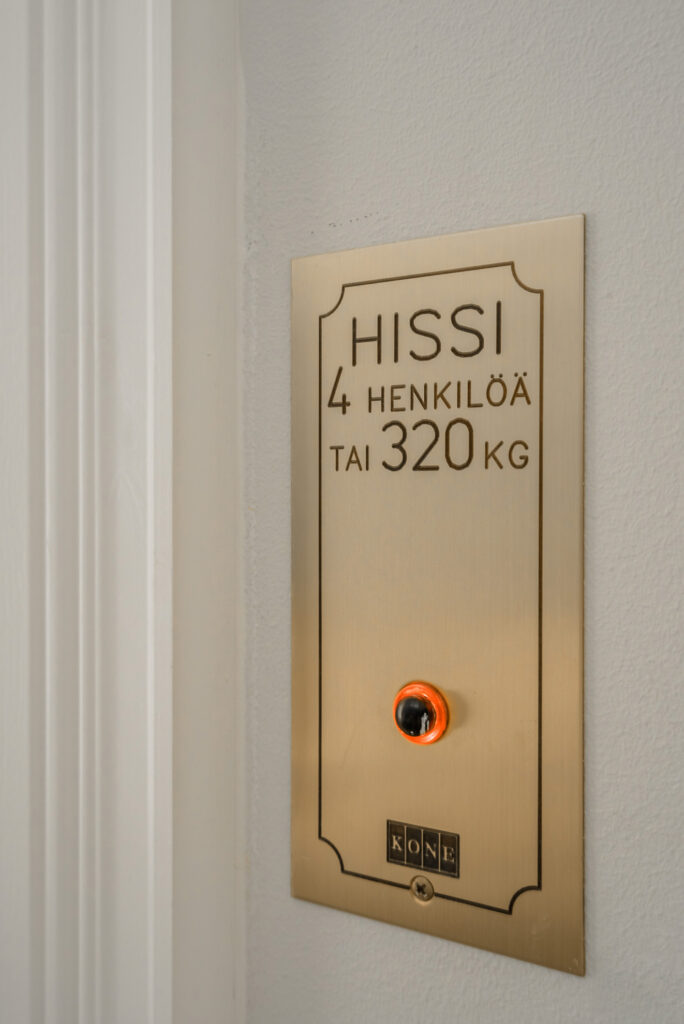 HISSI
4 HENKILÖÄ
TAI 320 KG
KONE